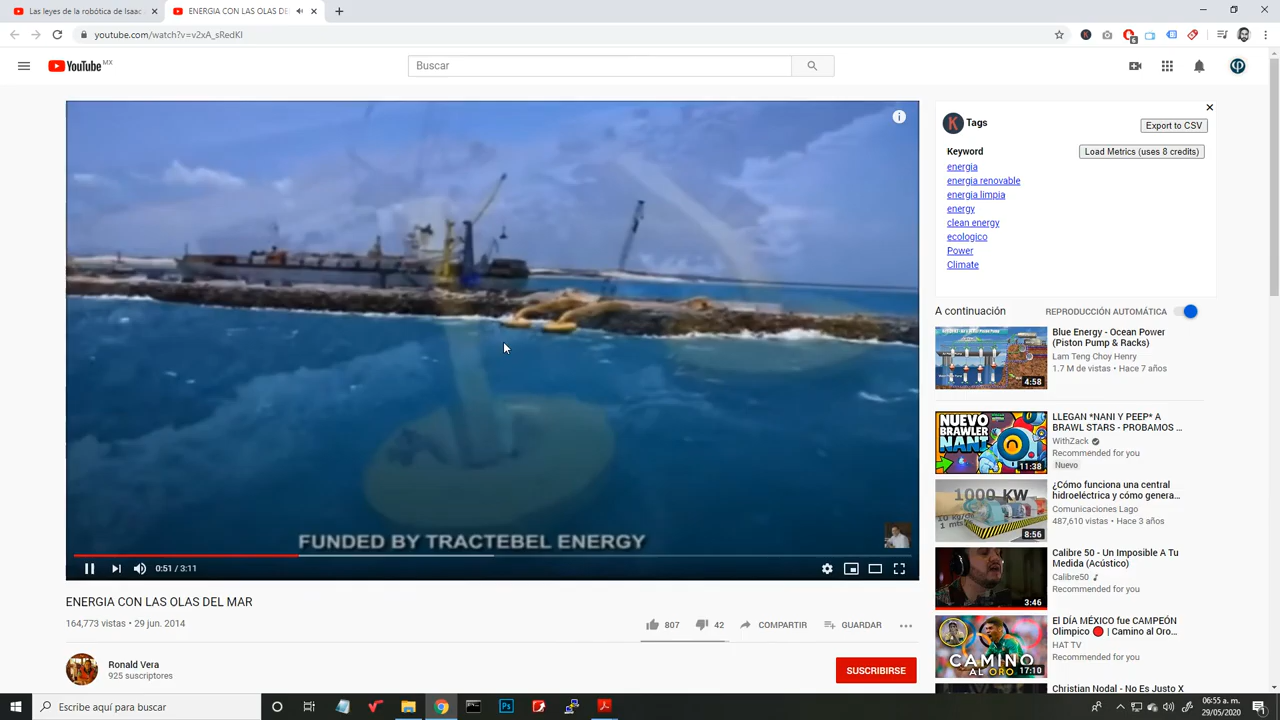 Las leyes de la robótica de Isaac
ENERGIA CON LAS OLAS DE
youtube.com/watch?v=v2xA_sRedKI
6
YouTube MX
Buscar
FUNDED BY TRACTEBEL ENERGY
0:51 / 3:11
ENERGIA CON LAS OLAS DEL MAR
164,773 vistas • 29 jun. 2014
807
42
COMPARTIR
GUARDAR
Ronald Vera
925 suscriptores
SUSCRIBIRSE
K Tags
Export to CSV
Keyword
Load Metrics (uses 8 credits)
energia
energia renovable
energia limpia
energy
clean energy
ecologico
Power
Climate
A continuación
REPRODUCCIÓN AUTOMÁTICA
4:58
Blue Energy - Ocean Power
(Piston Pump & Racks)
Lam Teng Choy Henry
1.7 M de vistas • Hace 7 años
NUEVO
BRAWLER
NANI
11:38
LLEGAN *NANI Y PEEP* A
BRAWL STARS - PROBAMOS ...
WithZack
Recommended for you
Nuevo
1000 KW
10 kg/dm
1 mts
8:56
¿Cómo funciona una central
hidroeléctrica y cómo genera...
Comunicaciones Lago
487,610 vistas • Hace 3 años
3:46
Calibre 50 - Un Imposible A Tu
Medida (Acústico)
Calibre50
Recommended for you
CAMINO
AL ORO
17:10
El DÍA MÉXICO fue CAMPEÓN
Olimpico 🔴 | Camino al Oro...
HAT TV
Recommended for you
Christian Nodal - No Es Justo X
Escribe aquí para buscar
Ps
06:55 a. m.
29/05/2020
1